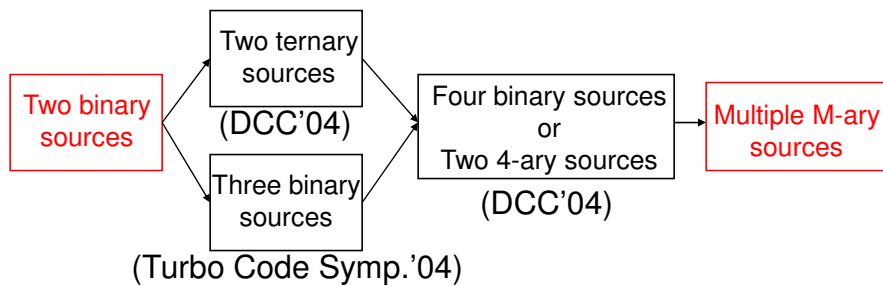 Two binary
sources
Two ternary
sources
(DCC'04)
Three binary
sources
(Turbo Code Symp.'04)
Four binary sources
or
Two 4-ary sources
(DCC'04)
Multiple M-ary
sources